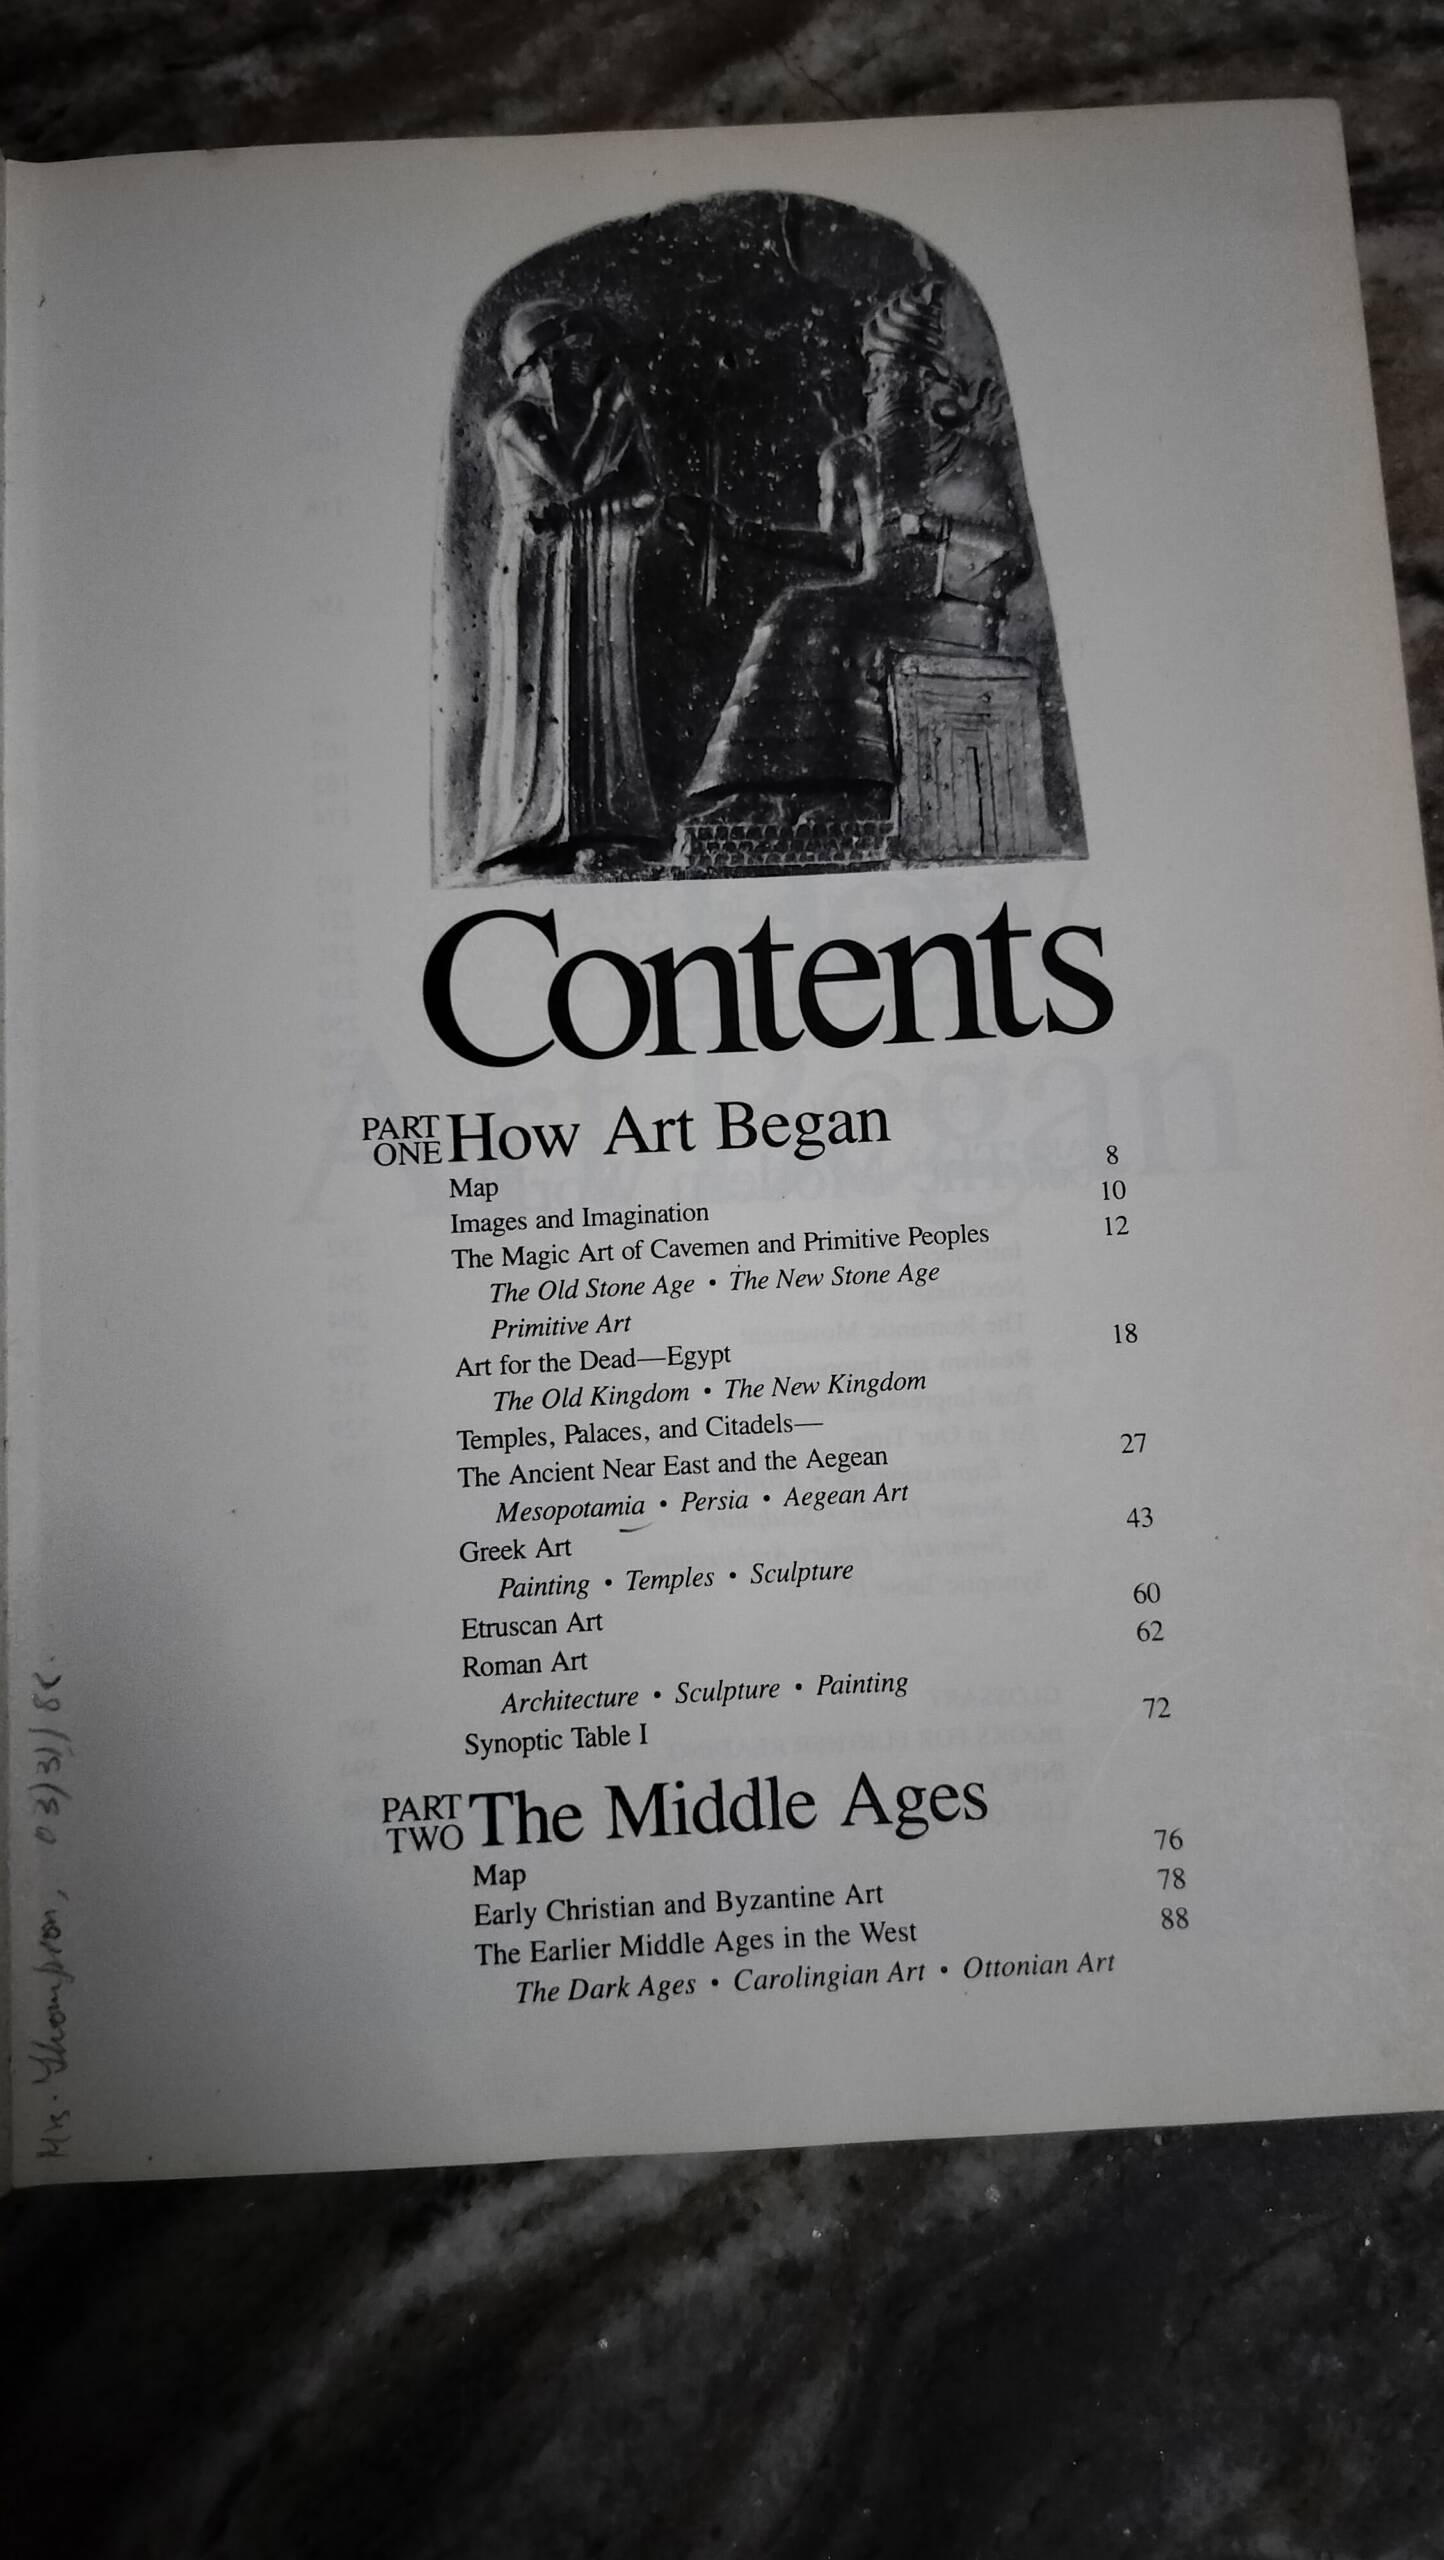 Contents
PART ONE How Art Began
Map 8
Images and Imagination 10
The Magic Art of Cavemen and Primitive Peoples 12
The Old Stone Age • The New Stone Age
Primitive Art
Art for the Dead—Egypt 18
The Old Kingdom • The New Kingdom
Temples, Palaces, and Citadels—
The Ancient Near East and the Aegean 27
Mesopotamia • Persia • Aegean Art
Greek Art 43
Painting • Temples • Sculpture
Etruscan Art 60
Roman Art 62
Architecture • Sculpture • Painting
Synoptic Table I 72
PART TWO The Middle Ages
Map 76
Early Christian and Byzantine Art 78
The Earlier Middle Ages in the West 88
The Dark Ages • Carolingian Art • Ottonian Art
Thompson,